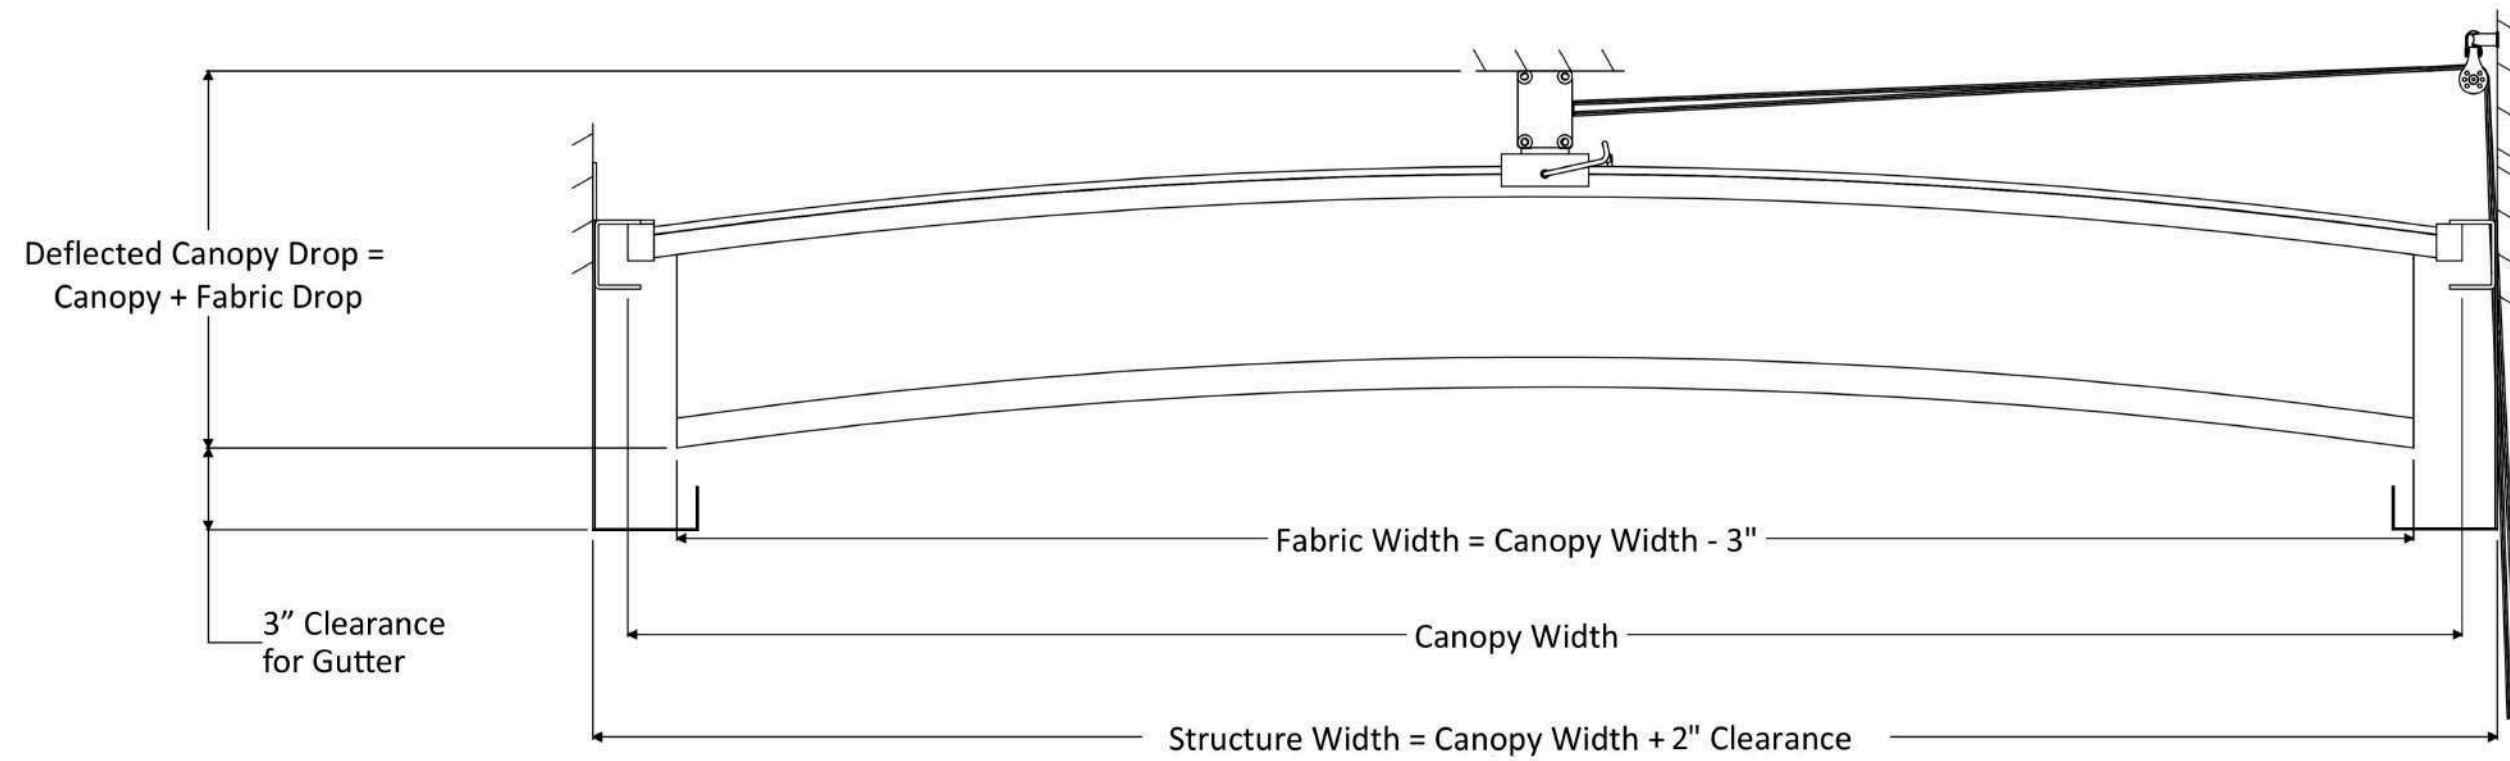 Deflected Canopy Drop =
Canopy + Fabric Drop
Fabric Width = Canopy Width - 3"
3” Clearance
for Gutter
Canopy Width
Structure Width = Canopy Width + 2" Clearance